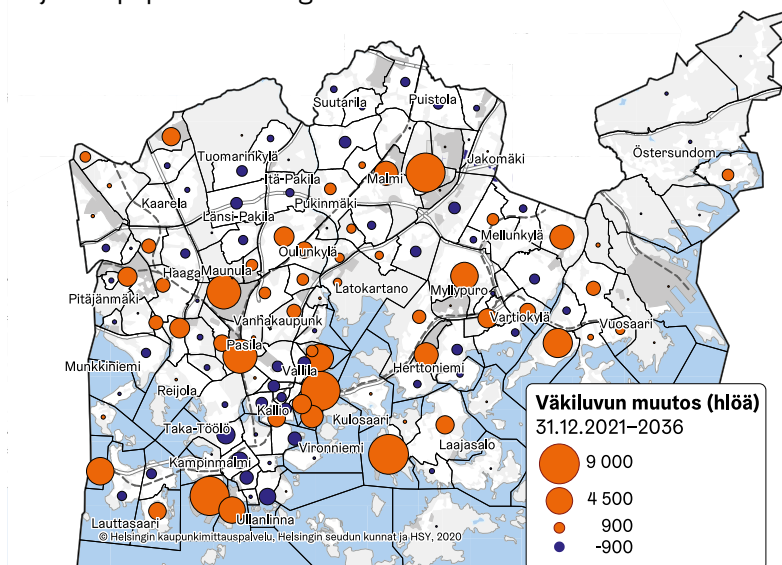 Suutarila
Puistola
Tuomarinkylä
Jakomäki
Östersundom
Itä-Pakila
Malmi
Kaarela
Pukinmäki
Länsi-Pakila
Mellunkylä
Oulunkylä
Haaga
Maunula
Pitäjänmäki
Latokartano
Myllypuro
Vanhakaupunk
Vartiokylä
Vuosaari
Pasila
Munkkiniemi
Vallila
Herttoniemi
Reijola
Kallio
Kulosaari
Taka-Töölö
Vironniemi
Laajasalo
Kampinmalmi
Lauttasaari
Ullanlinna
© Helsingin kaupunkimittauspalvelu, Helsingin seudun kunnat ja HSY, 2020
Väkiluvun muutos (hlöä)
31.12.2021–2036
9 000
4 500
900
-900